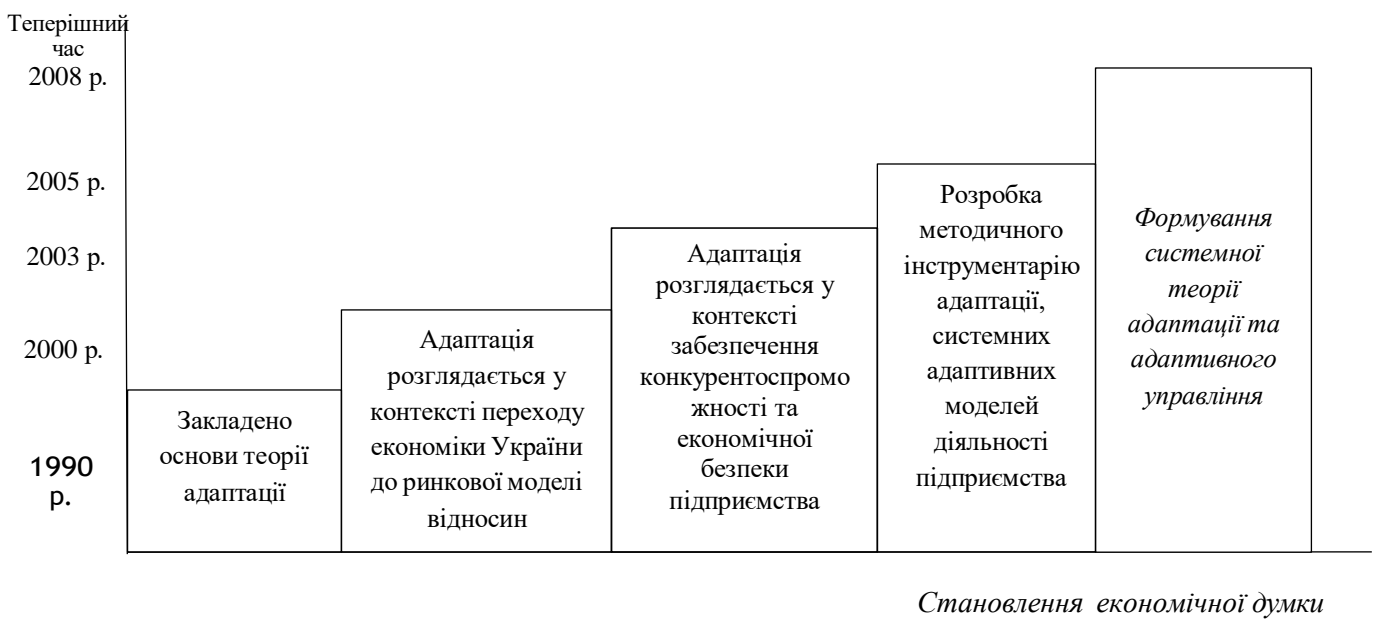 Теперішний
час
2008 р.
2005 р.
2003 р.
2000 р.
1990
р.
Закладено
основи теорії
адаптації
Адаптація
розглядається у
контексті переходу
економіки України
до ринкової моделі
відносин
Адаптація
розглядається у
контексті
забезпечення
конкурентоспромо
жності та
економічної
безпеки
підприємства
Розробка
методичного
інструментарію
адаптації,
системних
адаптивних
моделей
діяльності
підприємства
Формування
системної
теорії
адаптації та
адаптивного
управління
Становлення економічної думки